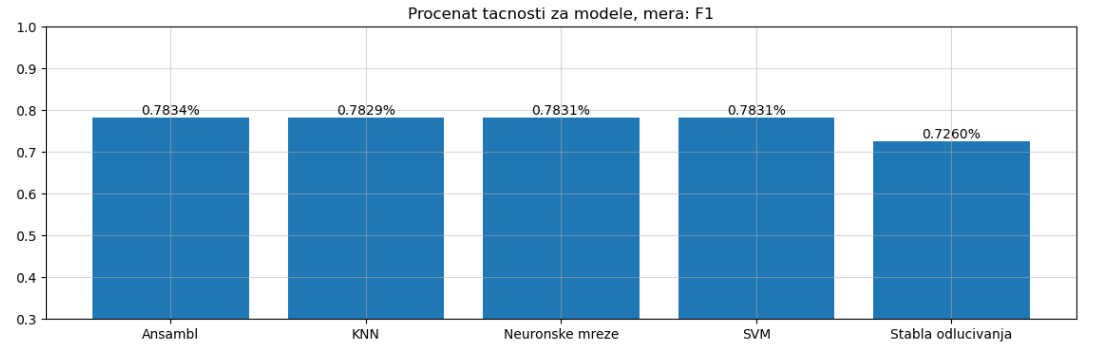 Procenat tacnosti za modele, mera: F1
1.0
0.9
0.8
0.7
0.6
0.5
0.4
0.3
0.7834%
0.7829%
0.7831%
0.7831%
0.7260%
Ansambl
KNN
Neuronske mreze
SVM
Stabla odlucivanja